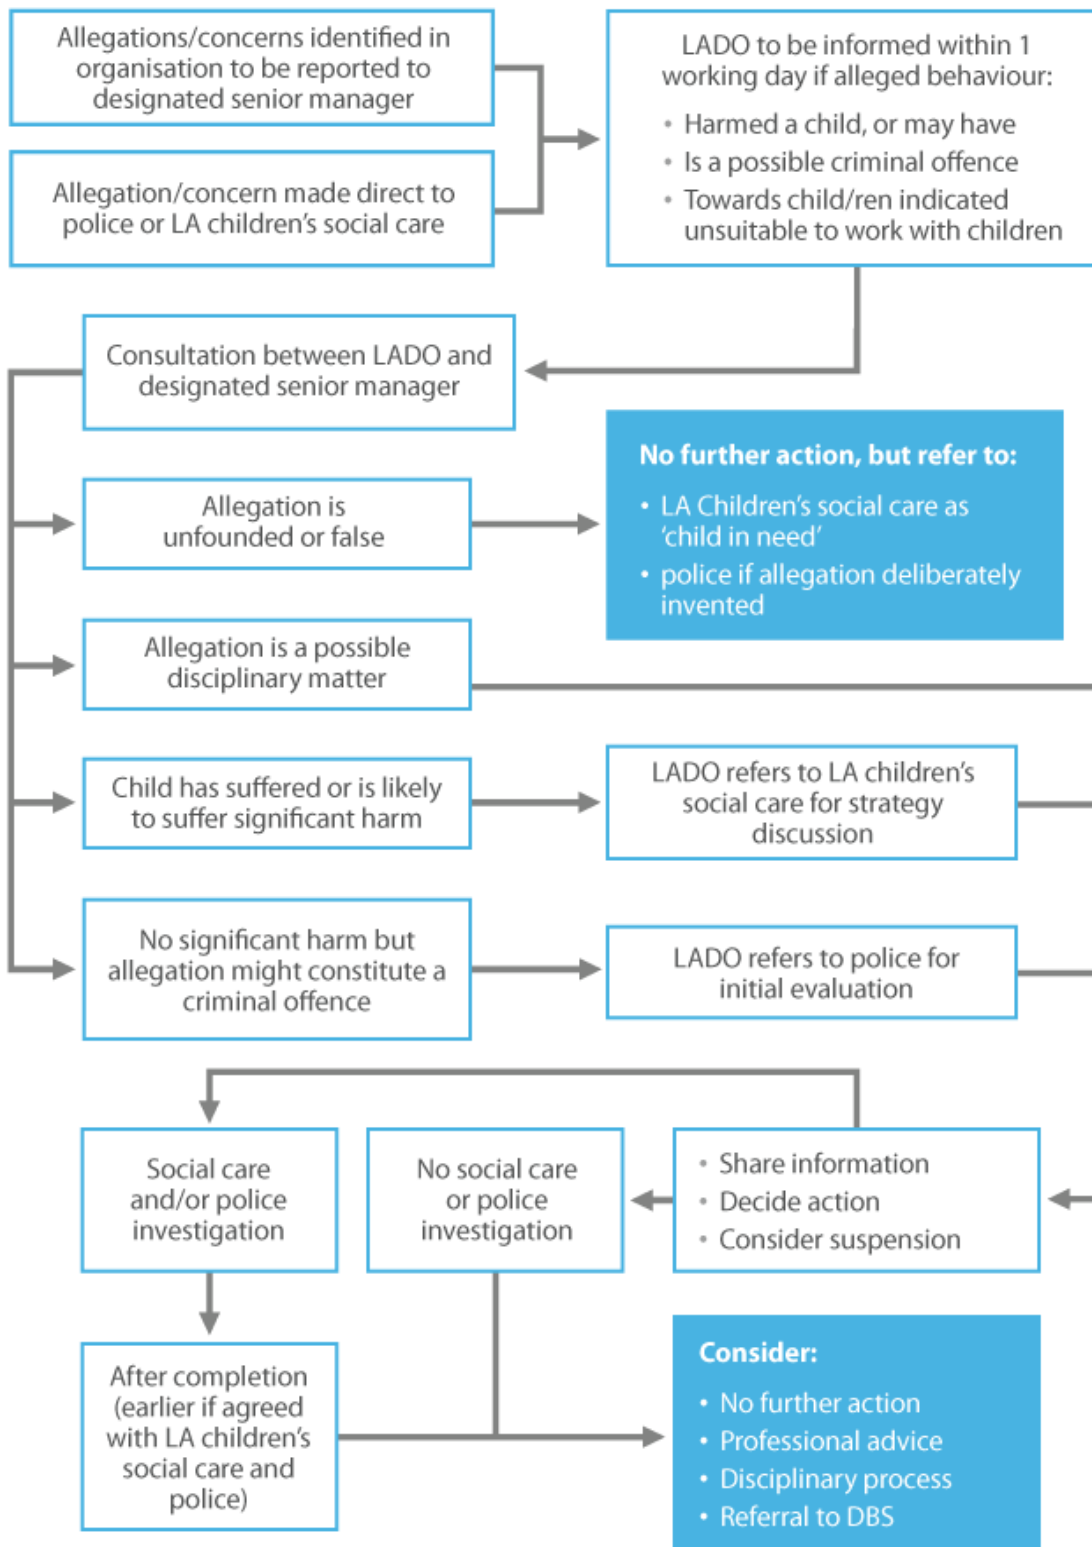 Allegations/concerns identified in
organisation to be reported to
designated senior manager
Allegation/concern made direct to
police or LA children's social care
LADO to be informed within 1
working day if alleged behaviour:
• Harmed a child, or may have
• Is a possible criminal offence
• Towards child/ren indicated
unsuitable to work with children
Consultation between LADO and
designated senior manager
Allegation is
unfounded or false
No further action, but refer to:
• LA Children's social care as
'child in need'
• police if allegation deliberately
invented
Allegation is a possible
disciplinary matter
Child has suffered or is likely
to suffer significant harm
LADO refers to LA children's
social care for strategy
discussion
No significant harm but
allegation might constitute a
criminal offence
LADO refers to police for
initial evaluation
Social care
and/or police
investigation
No social care
or police
investigation
• Share information
• Decide action
• Consider suspension
After completion
(earlier if agreed
with LA children's
social care and
police)
Consider:
• No further action
• Professional advice
• Disciplinary process
• Referral to DBS